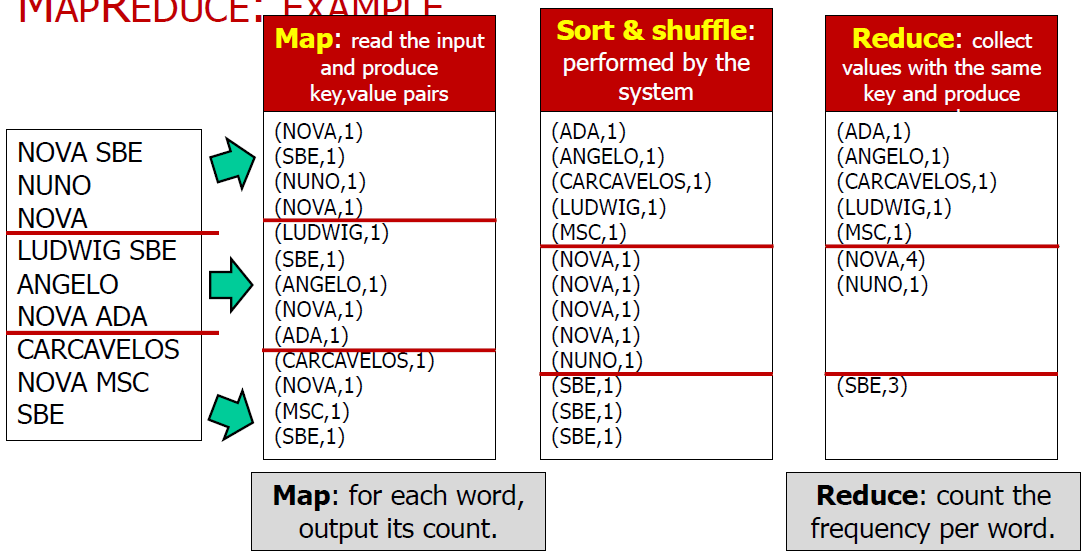 MAPREDUCE: EXAMPLE
Map: read the input
and produce
key,value pairs
Sort & shuffle:
performed by the
system
Reduce: collect
values with the same
key and produce
NOVA SBE
NUNO
NOVA
LUDWIG SBE
ANGELO
NOVA ADA
CARCAVELOS
NOVA MSC
SBE
(NOVA,1)
(SBE,1)
(NUNO,1)
(NOVA,1)
(LUDWIG,1)
(SBE,1)
(ANGELO,1)
(NOVA,1)
(ADA,1)
(CARCAVELOS,1)
(NOVA,1)
(MSC,1)
(SBE,1)
(ADA,1)
(ANGELO,1)
(CARCAVELOS,1)
(LUDWIG,1)
(MSC,1)
(NOVA,1)
(NOVA,1)
(NOVA,1)
(NOVA,1)
(NUNO,1)
(SBE,1)
(SBE,1)
(SBE,1)
(ADA,1)
(ANGELO,1)
(CARCAVELOS,1)
(LUDWIG,1)
(MSC,1)
(NOVA,4)
(NUNO,1)
(SBE,3)
Map: for each word,
output its count.
Reduce: count the
frequency per word.